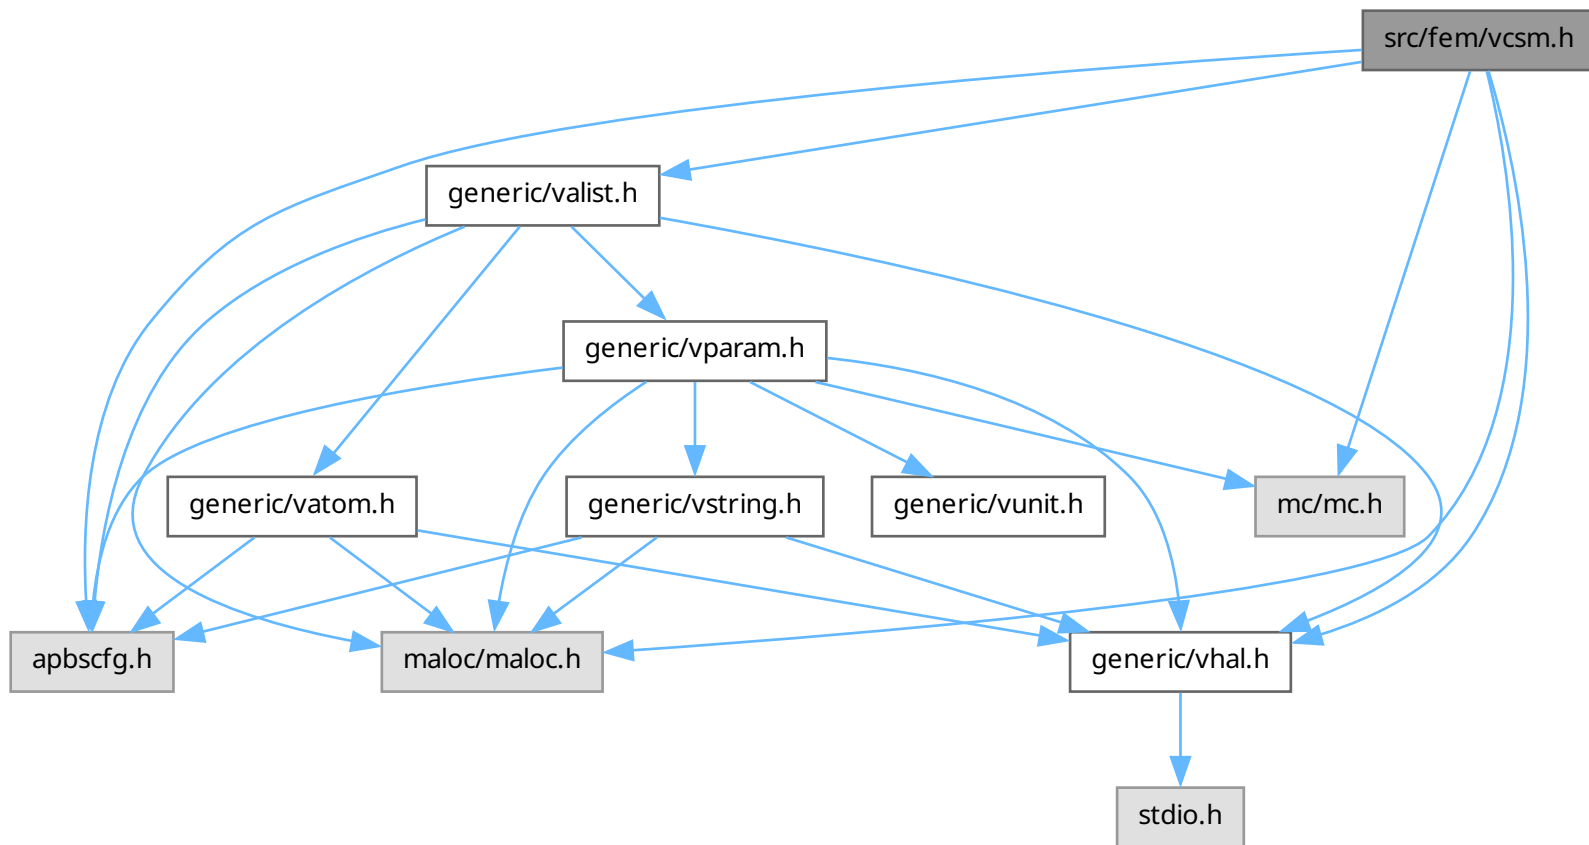 src/fem/vcsm.h
generic/valist.h
generic/vparam.h
generic/vatom.h
generic/vstring.h
generic/vunit.h
mc/mc.h
apbscfg.h
maloc/maloc.h
generic/vhal.h
stdio.h